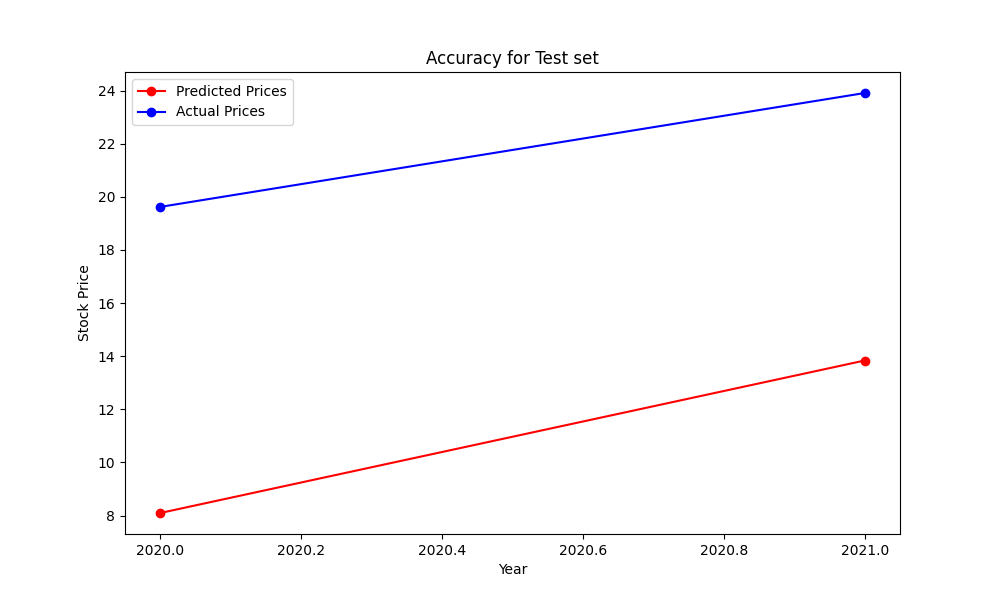 Accuracy for Test set
Predicted Prices
Actual Prices
24
22
20
18
16
14
12
10
8
Stock Price
2020.0 2020.2 2020.4 2020.6 2020.8 2021.0
Year